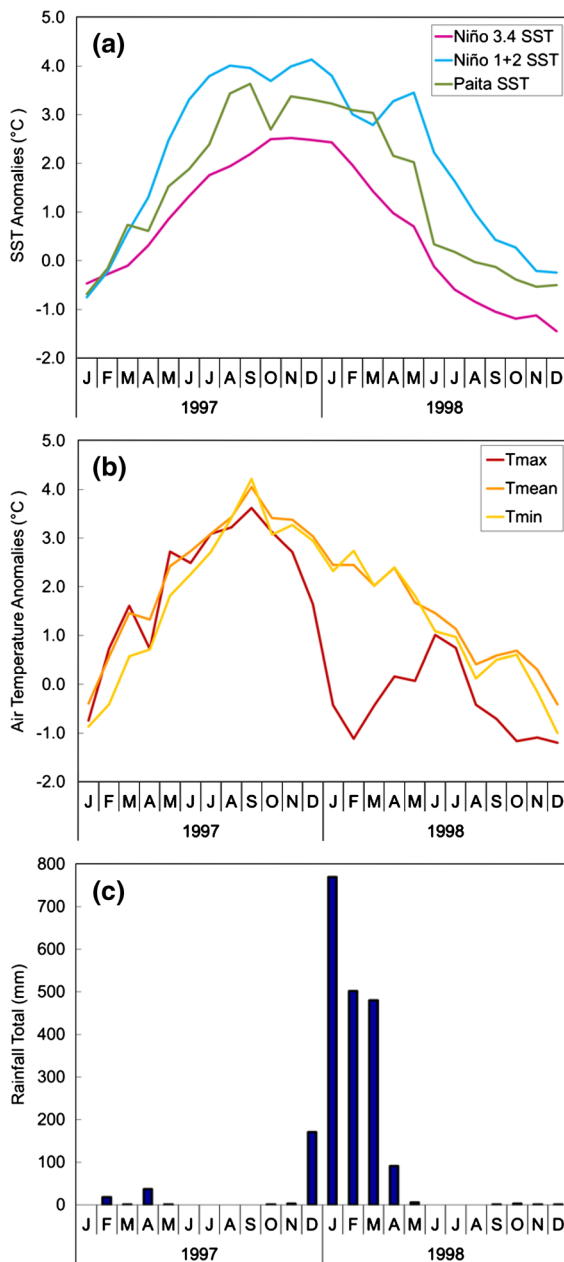 (a)
Niño 3.4 SST
Niño 1+2 SST
Paita SST
SST Anomalies (°C)
5.0
4.0
3.0
2.0
1.0
0.0
-1.0
-2.0
J F M A M J J A S O N D J F M A M J J A S O N D
1997 1998
(b)
Tmax
Tmean
Tmin
Air Temperature Anomalies (°C)
5.0
4.0
3.0
2.0
1.0
0.0
-1.0
-2.0
J F M A M J J A S O N D J F M A M J J A S O N D
1997 1998
(c)
Rainfall Total (mm)
800
700
600
500
400
300
200
100
0
J F M A M J J A S O N D J F M A M J J A S O N D
1997 1998